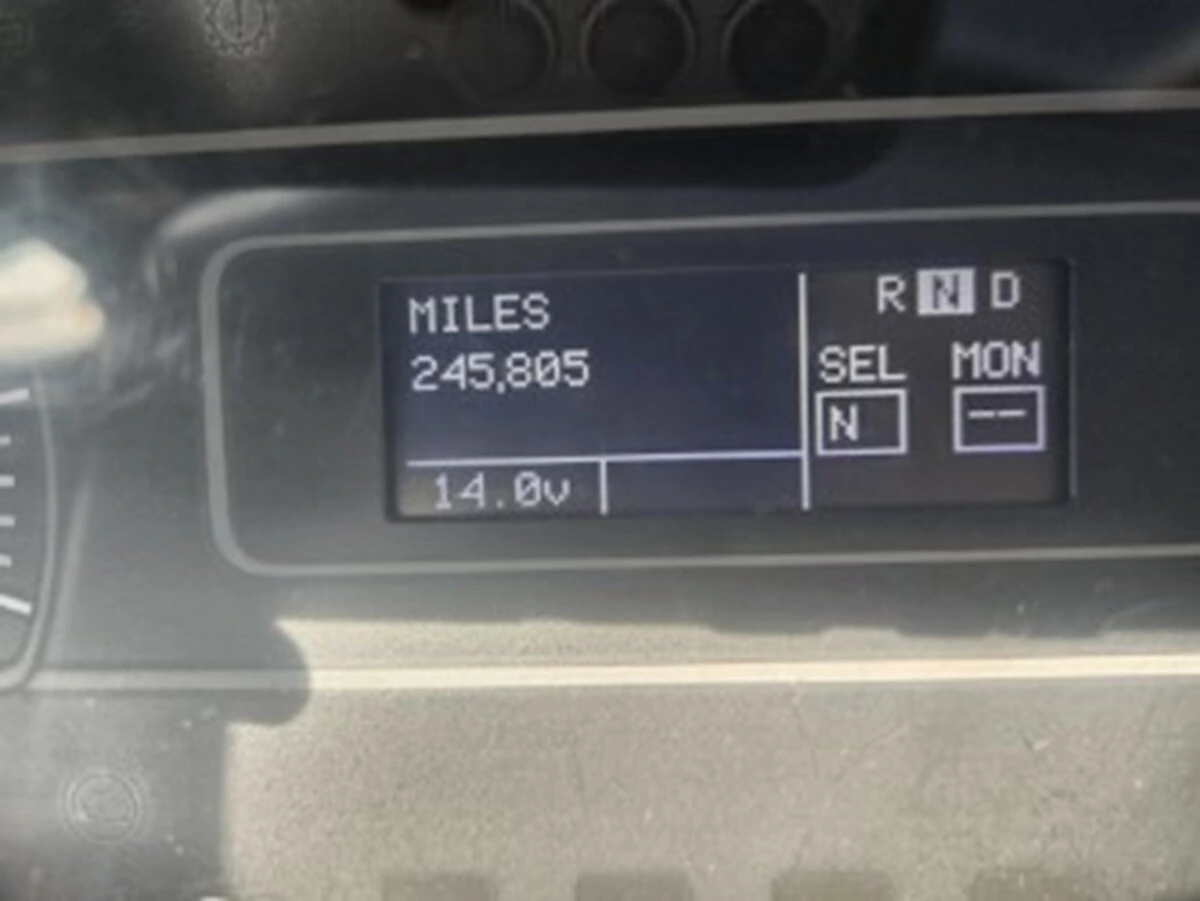 MILES
245,805
14.0v
R N D
SEL MON
N --